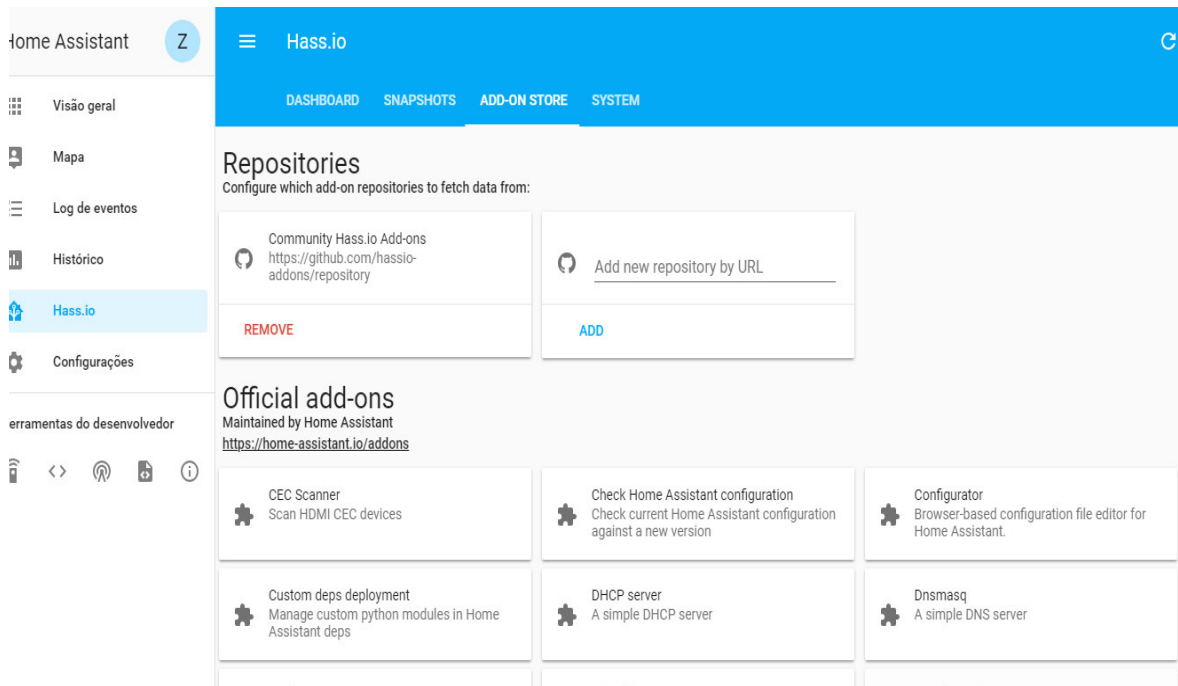 Home Assistant
Z
Visão geral
Mapa
Log de eventos
Histórico
Hass.io
Configurações
erramentas do desenvolvedor
Hass.io
DASHBOARD SNAPSHOTS ADD-ON STORE SYSTEM
Repositories
Configure which add-on repositories to fetch data from:
Community Hass.io Add-ons
https://github.com/hassio-
addons/repository
REMOVE
Add new repository by URL
ADD
Official add-ons
Maintained by Home Assistant
https://home-assistant.io/addons
CEC Scanner
Scan HDMI CEC devices
Check Home Assistant configuration
Check current Home Assistant configuration
against a new version
Configurator
Browser-based configuration file editor for
Home Assistant.
Custom deps deployment
Manage custom python modules in Home
Assistant deps
DHCP server
A simple DHCP server
Dnsmasq
A simple DNS server